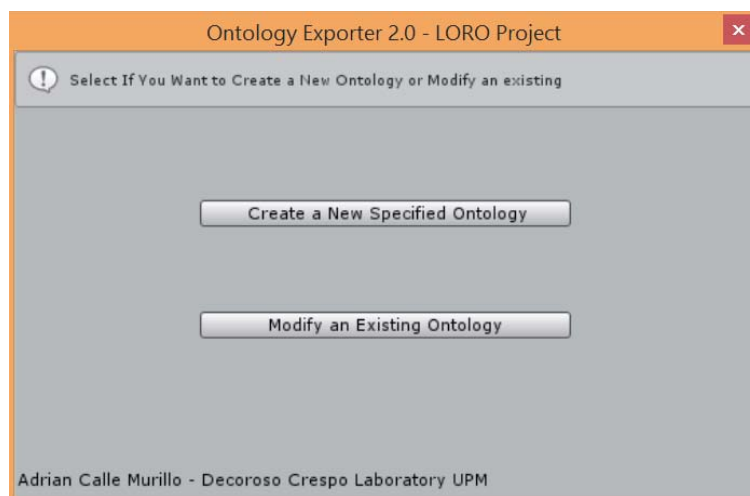 Ontology Exporter 2.0 - LORO Project
Select If You Want to Create a New Ontology or Modify an existing
Create a New Specified Ontology
Modify an Existing Ontology
Adrian Calle Murillo - Decoroso Crespo Laboratory UPM